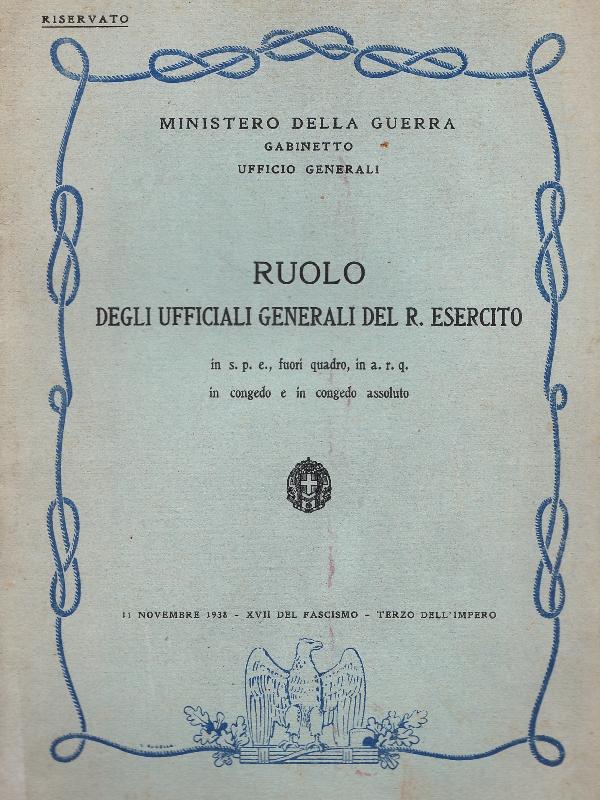 RISERVATO
MINISTERO DELLA GUERRA
GABINETTO
UFFICIO GENERALI
RUOLO
DEGLI UFFICIALI GENERALI DEL R. ESERCITO
in s. p. e., fuori quadro, in a. r. q.
in congedo e in congedo assoluto
11 NOVEMBRE 1938 - XVII DEL FASCISMO - TERZO DELL'IMPERO